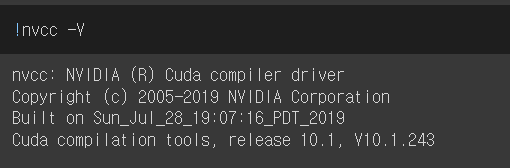 !nvcc -V
nvcc: NVIDIA (R) Cuda compiler driver
Copyright (c) 2005-2019 NVIDIA Corporation
Built on Sun_Jul_28_19:07:16_PDT_2019
Cuda compilation tools, release 10.1, V10.1.243